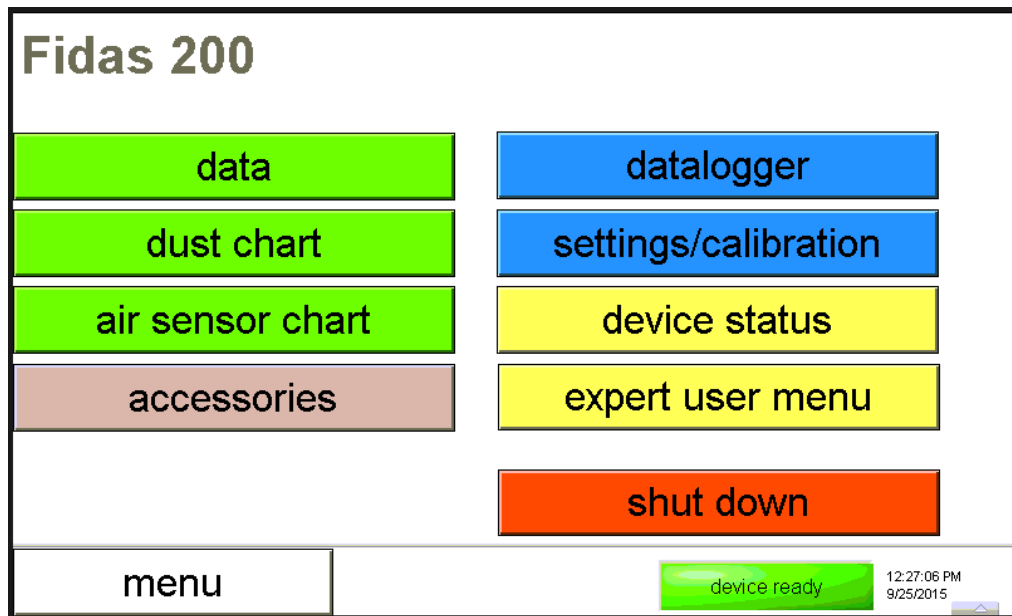 Fidas 200
data
datalogger
dust chart
settings/calibration
air sensor chart
device status
accessories
expert user menu
shut down
menu
device ready
12:27:06 PM
9/25/2015